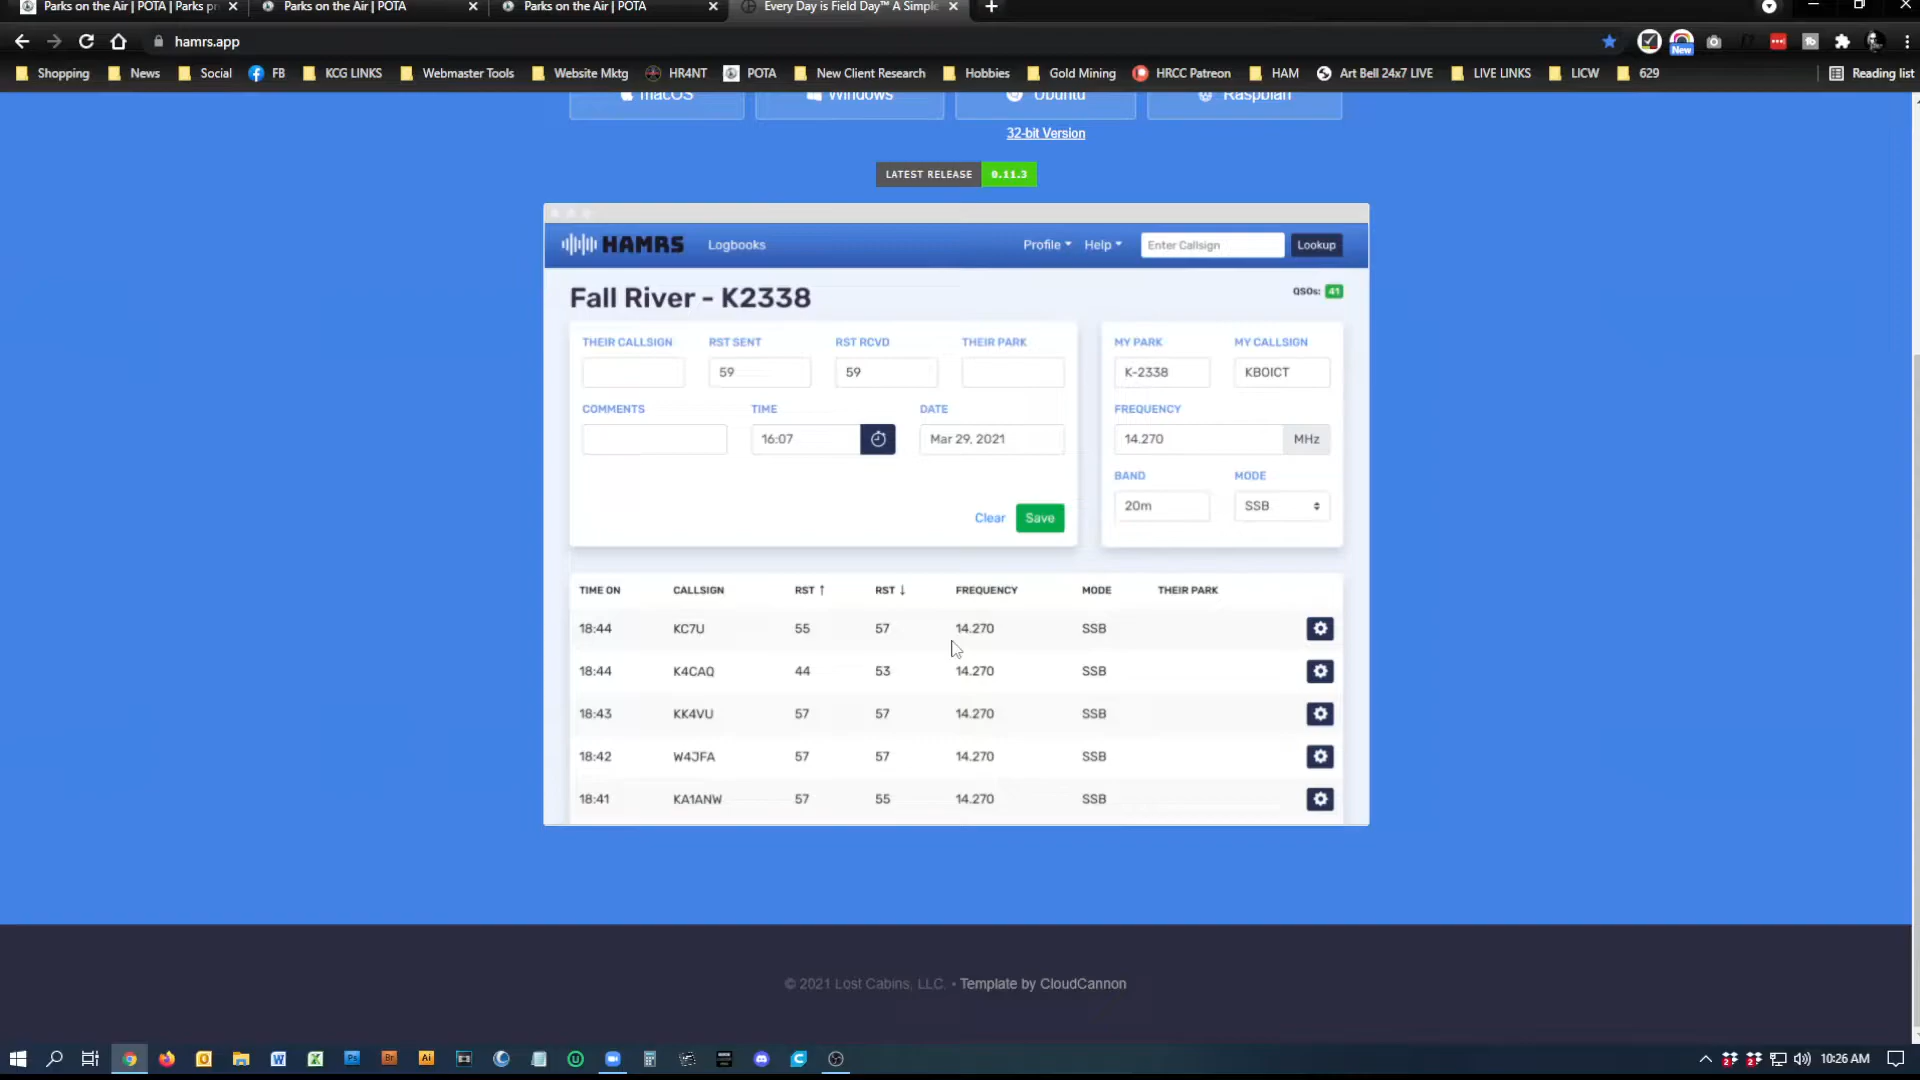 Parks on the Air | POTA | Parks pr
Parks on the Air | POTA
Parks on the Air | POTA
Every Day is Field Day™ A Simple
hamrs.app
New
Shopping
News
Social
FB
KCG LINKS
Webmaster Tools
Website Mktg
HR4NT
POTA
New Client Research
Hobbies
Gold Mining
HRCC Patreon
HAM
Art Bell 24x7 LIVE
LIVE LINKS
LICW
629
Reading list
macOS
Windows
Ubuntu
Raspbian
32-bit Version
LATEST RELEASE 0.11.3
HAMRS
Logbooks
Profile
Help
Enter Callsign
Lookup
Fall River - K2338
QSOs: 41
THEIR CALLSIGN RST SENT RST RCVD THEIR PARK
59 59
COMMENTS TIME DATE
16:07 Mar 29, 2021
Clear Save
MY PARK MY CALLSIGN
K-2338 KB0ICT
FREQUENCY
14.270 MHz
BAND MODE
20m SSB
TIME ON CALLSIGN RST ↑ RST ↓ FREQUENCY MODE THEIR PARK
18:44 KC7U 55 57 14.270 SSB
18:44 K4CAQ 44 53 14.270 SSB
18:43 KK4VU 57 57 14.270 SSB
18:42 W4JFA 57 57 14.270 SSB
18:41 KA1ANW 57 55 14.270 SSB
© 2021 Lost Cabins, LLC. • Template by CloudCannon
Ps
Br
Ai
10:26 AM